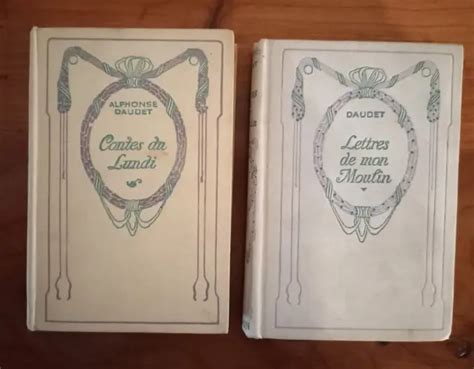 ALPHONSE
DAUDET
Contes du
Lundi
DAUDET
Lettres
de mon
Moulin